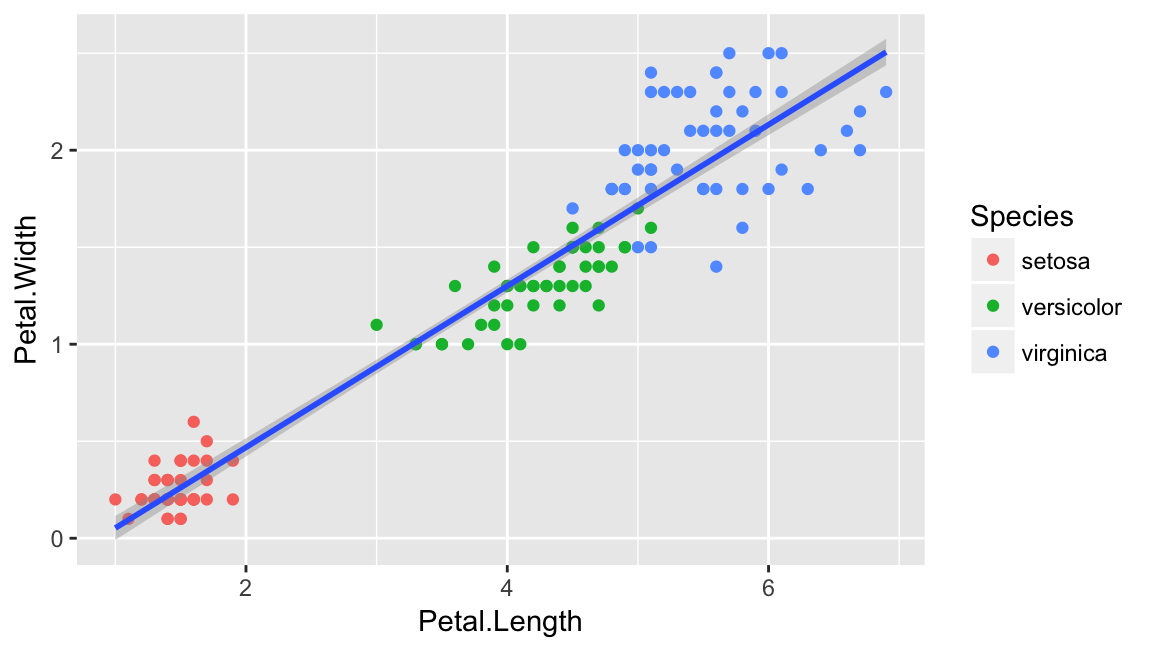 Petal.Width
2
1
0
2
4
6
Petal.Length
Species
setosa
versicolor
virginica